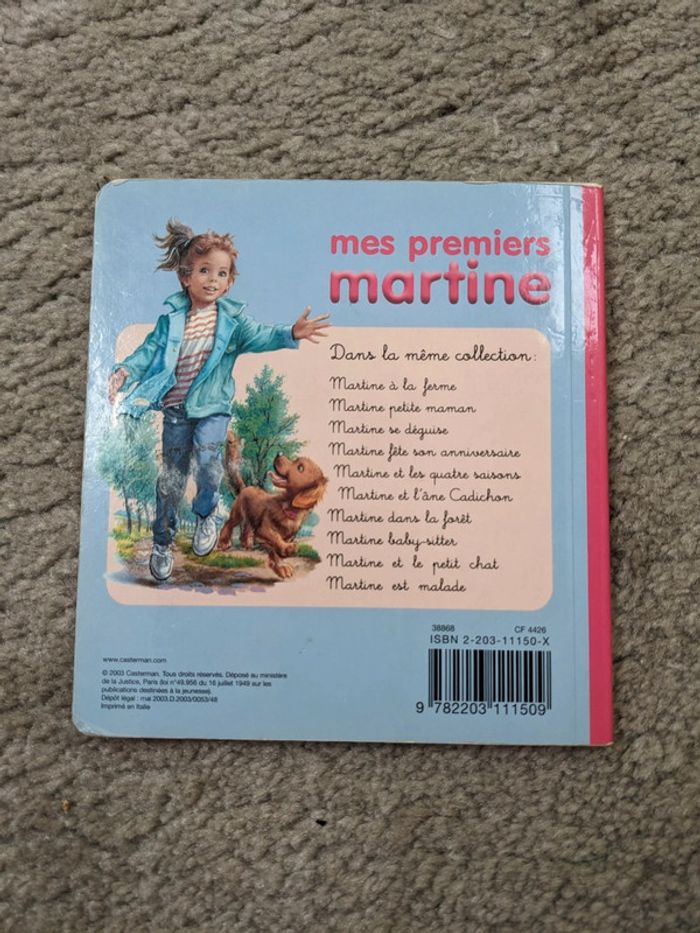 mes premiers
martine
Dans la même collection :
Martine à la ferme
Martine petite maman
Martine se déguise
Martine fête son anniversaire
Martine et les quatre saisons
Martine et l'âne Cadichon
Martine dans la forêt
Martine baby-sitter
Martine et le petit chat
Martine est malade
38868 CF 4426
ISBN 2-203-11150-X
9 782203 111509
www.casterman.com
© 2003 Casterman. Tous droits réservés. Déposé au ministère
de la Justice, Paris (loi n°49.956 du 16 juillet 1949 sur les
publications destinées à la jeunesse).
Dépôt légal : mai 2003.D.2003/0053/48
Imprimé en Italie